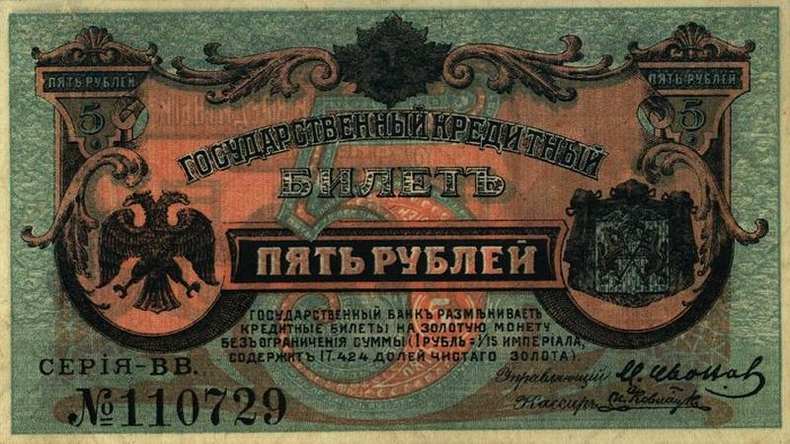 ПЯТЬ РУБЛЕЙ
5
ПЯТЬ РУБЛЕЙ
5
ГОСУДАРСТВЕННЫЙ КРЕДИТНЫЙ
БИЛЕТЪ
ПЯТЬ РУБЛЕЙ
ГОСУДАРСТВЕННЫЙ БАНКЪ РАЗМѢНИВАЕТЪ
КРЕДИТНЫЕ БИЛЕТЫ НА ЗОЛОТУЮ МОНЕТУ
БЕЗЪ ОГРАНИЧЕНІЯ СУММЫ (1 РУБЛЬ = 1/15 ИМПЕРІАЛА,
СОДЕРЖИТЪ 17.424 ДОЛЕЙ ЧИСТАГО ЗОЛОТА).
СЕРІЯ-ВВ.
№110729
Управляющій
Кассиръ